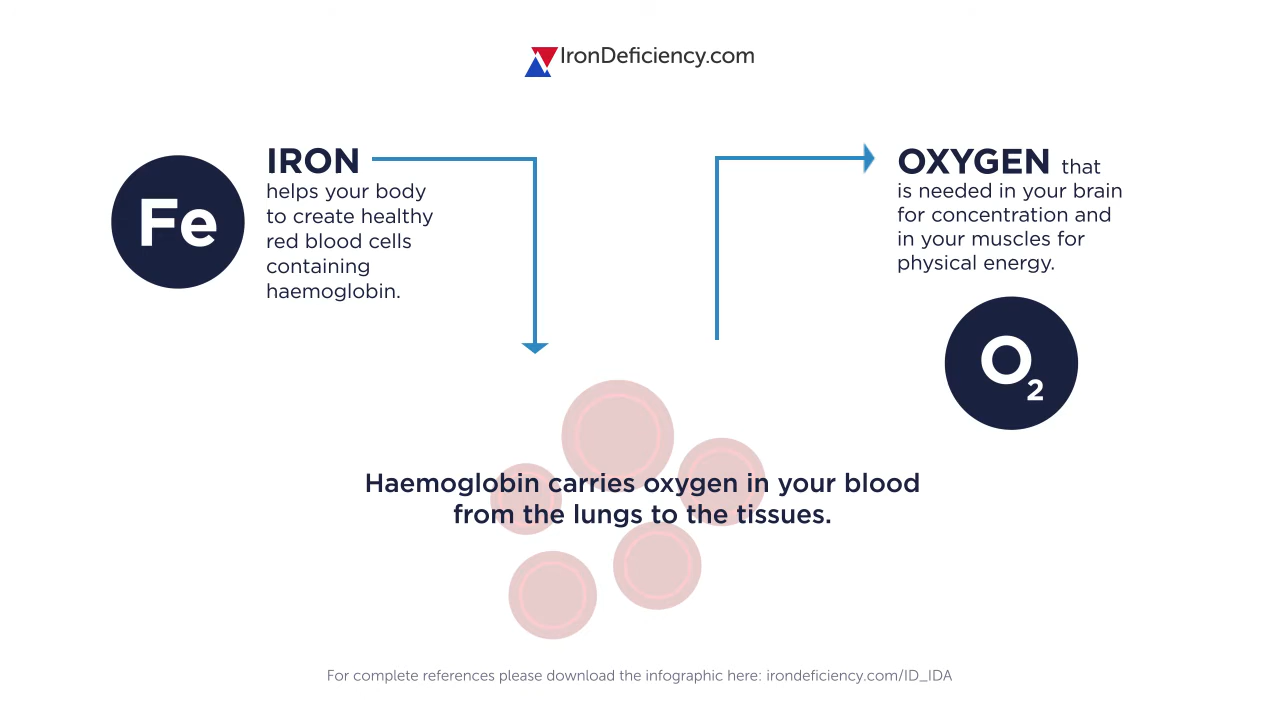 IronDeficiency.com
Fe
IRON
helps your body
to create healthy
red blood cells
containing
haemoglobin.
OXYGEN that
is needed in your brain
for concentration and
in your muscles for
physical energy.
O2
Haemoglobin carries oxygen in your blood
from the lungs to the tissues.
For complete references please download the infographic here: irondeficiency.com/ID_IDA